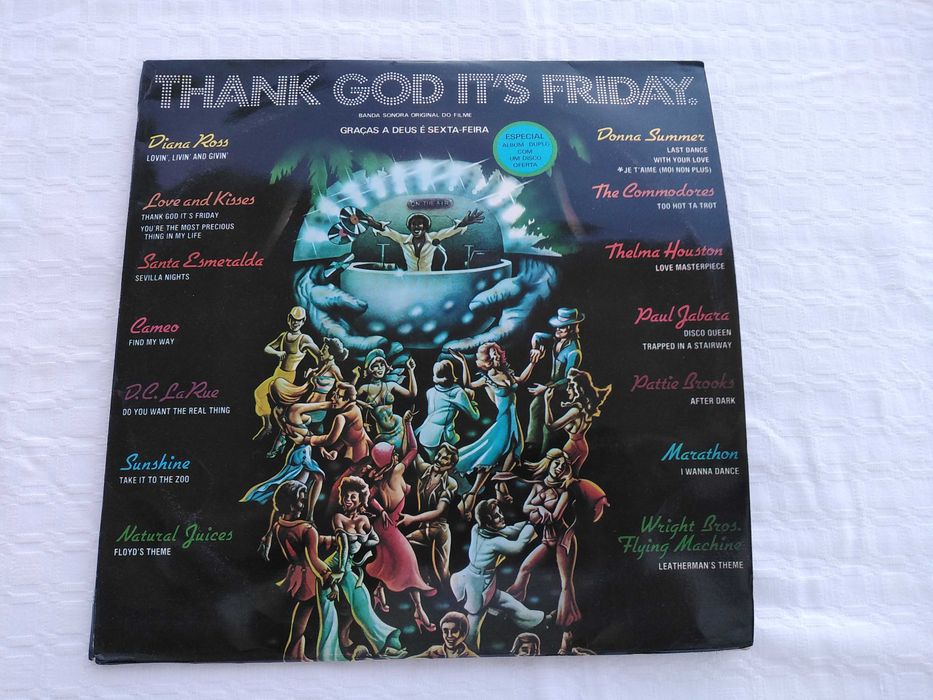 THANK GOD IT'S FRIDAY.
BANDA SONORA ORIGINAL DO FILME
GRAÇAS A DEUS É SEXTA-FEIRA
ESPECIAL
ALBUM DUPLO
COM
UM DISCO
OFERTA
Diana Ross
LOVIN', LIVIN' AND GIVIN'
Love and Kisses
THANK GOD IT'S FRIDAY
YOU'RE THE MOST PRECIOUS
THING IN MY LIFE
Santa Esmeralda
SEVILLA NIGHTS
Cameo
FIND MY WAY
D.C. LaRue
DO YOU WANT THE REAL THING
Sunshine
TAKE IT TO THE ZOO
Natural Juices
FLOYD'S THEME
ON THE AIR
Donna Summer
LAST DANCE
WITH YOUR LOVE
*JE T'AIME (MOI NON PLUS)
The Commodores
TOO HOT TA TROT
Thelma Houston
LOVE MASTERPIECE
Paul Jabara
DISCO QUEEN
TRAPPED IN A STAIRWAY
Pattie Brooks
AFTER DARK
Marathon
I WANNA DANCE
Wright Bros.
Flying Machine
LEATHERMAN'S THEME